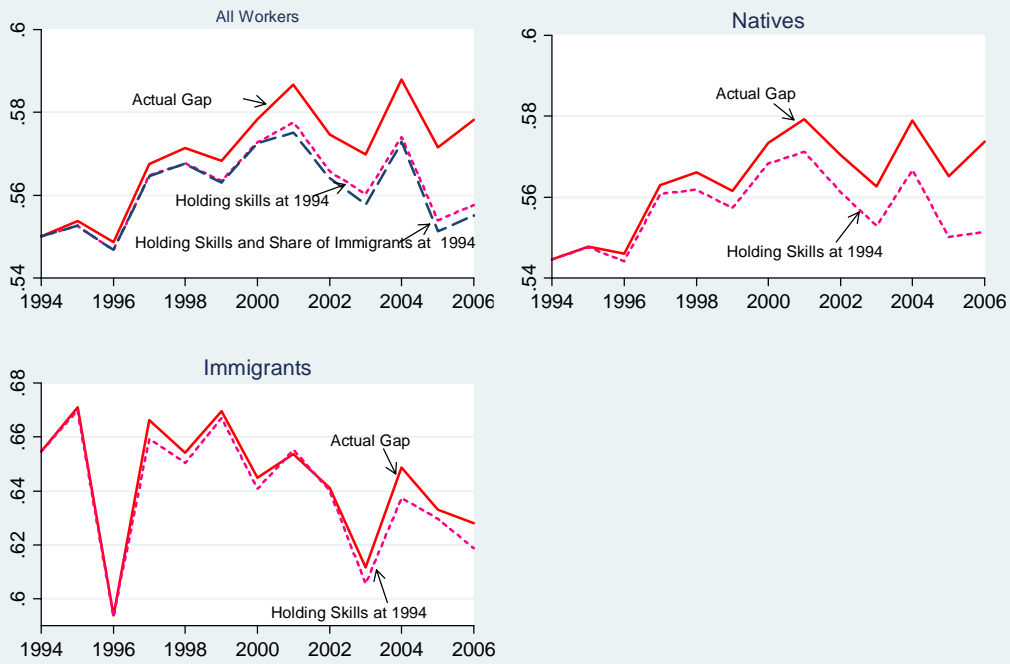 All Workers
.6
.58
.56
.54
Actual Gap
Holding skills at 1994
Holding Skills and Share of Immigrants at 1994
1994 1996 1998 2000 2002 2004 2006
Natives
.6
.58
.56
.54
Actual Gap
Holding Skills at 1994
1994 1996 1998 2000 2002 2004 2006
Immigrants
.68
.66
.64
.62
.6
Actual Gap
Holding Skills at 1994
1994 1996 1998 2000 2002 2004 2006